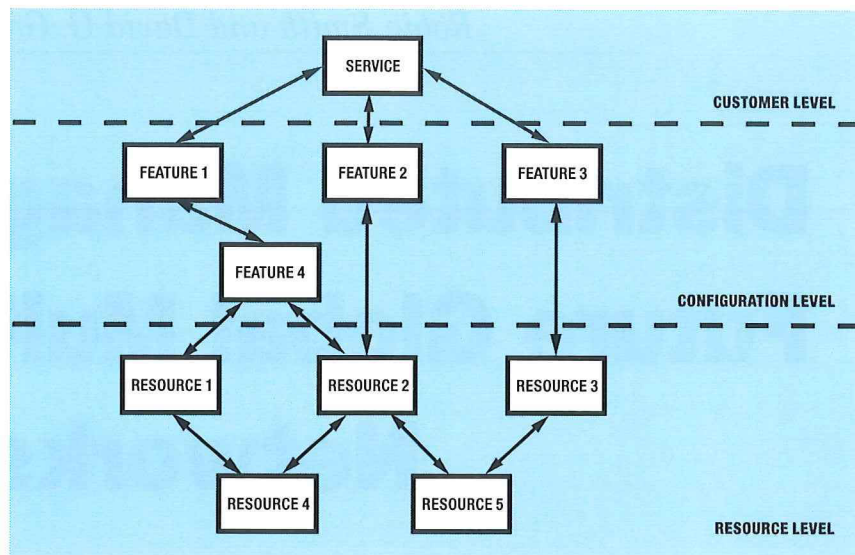 SERVICE
CUSTOMER LEVEL
FEATURE 1
FEATURE 2
FEATURE 3
FEATURE 4
CONFIGURATION LEVEL
RESOURCE 1
RESOURCE 2
RESOURCE 3
RESOURCE 4
RESOURCE 5
RESOURCE LEVEL